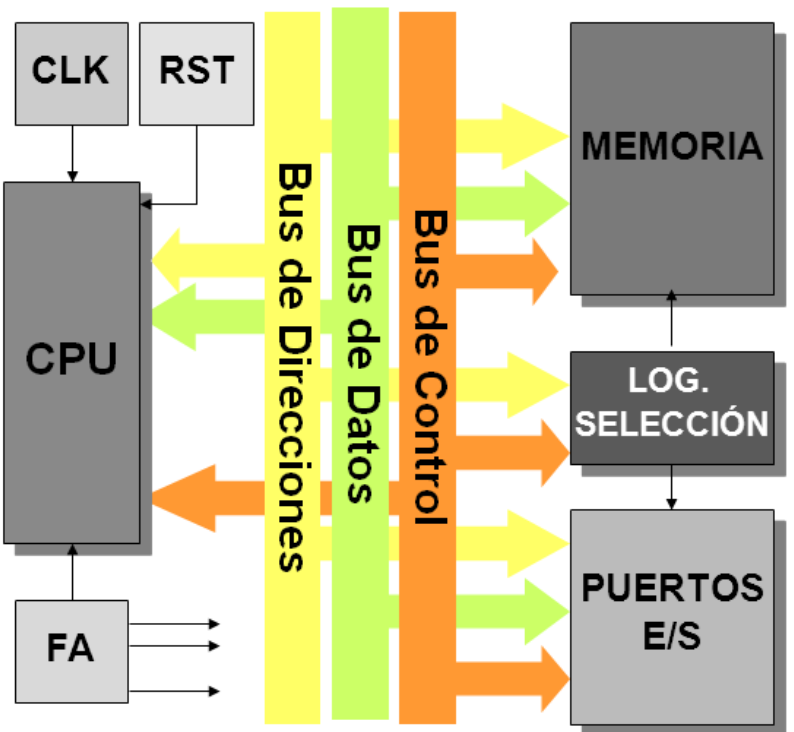 CLK
RST
CPU
FA
Bus de Direcciones
Bus de Datos
Bus de Control
MEMORIA
LOG.
SELECCIÓN
PUERTOS
E/S